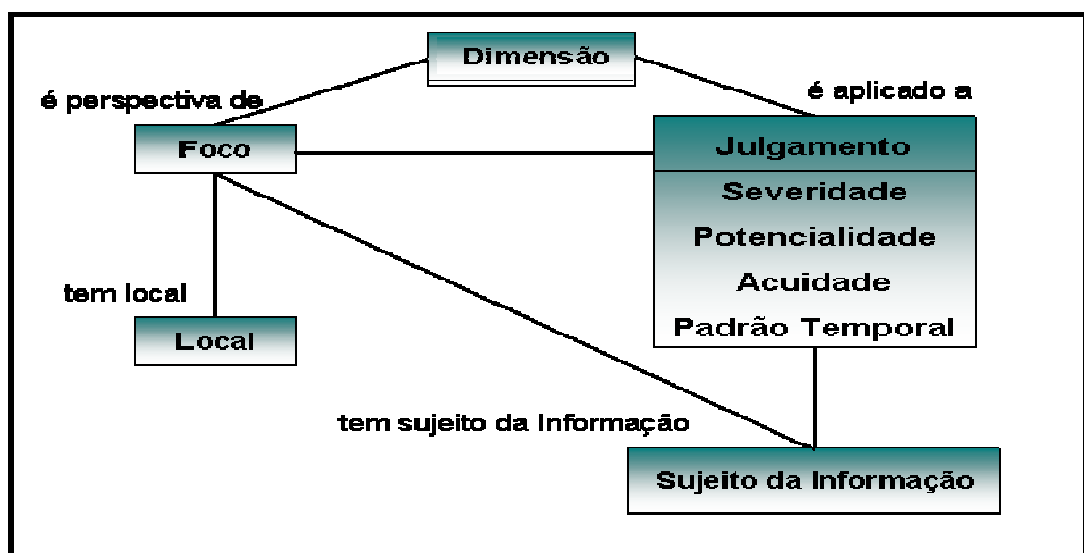 Dimensão
é perspectiva de
é aplicado a
Foco
Julgamento
Severidade
Potencialidade
Acuidade
Padrão Temporal
tem local
Local
tem sujeito da Informação
Sujeito da Informação